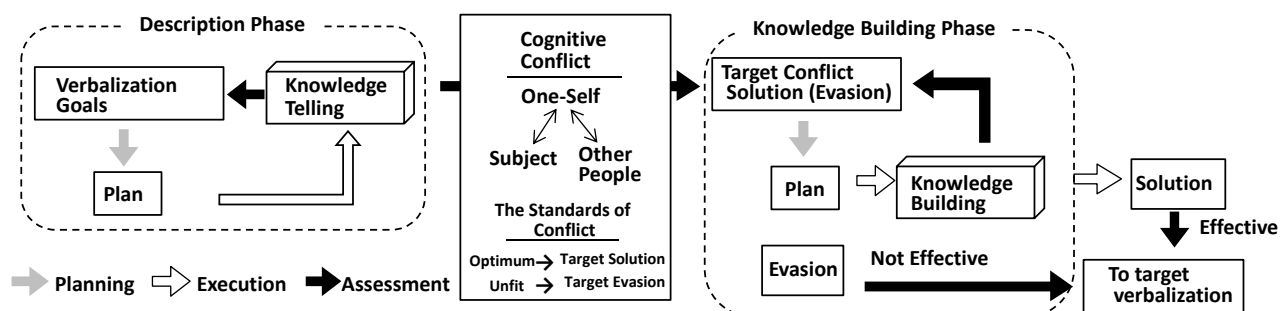 Description Phase
Verbalization
Goals
Knowledge
Telling
Plan
Planning
Execution
Assessment
Cognitive
Conflict
One-Self
Subject
Other
People
The Standards of
Conflict
Optimum
Target Solution
Unfit
Target Evasion
Knowledge Building Phase
Target Conflict
Solution (Evasion)
Plan
Knowledge
Building
Solution
Effective
Evasion
Not Effective
To target
verbalization